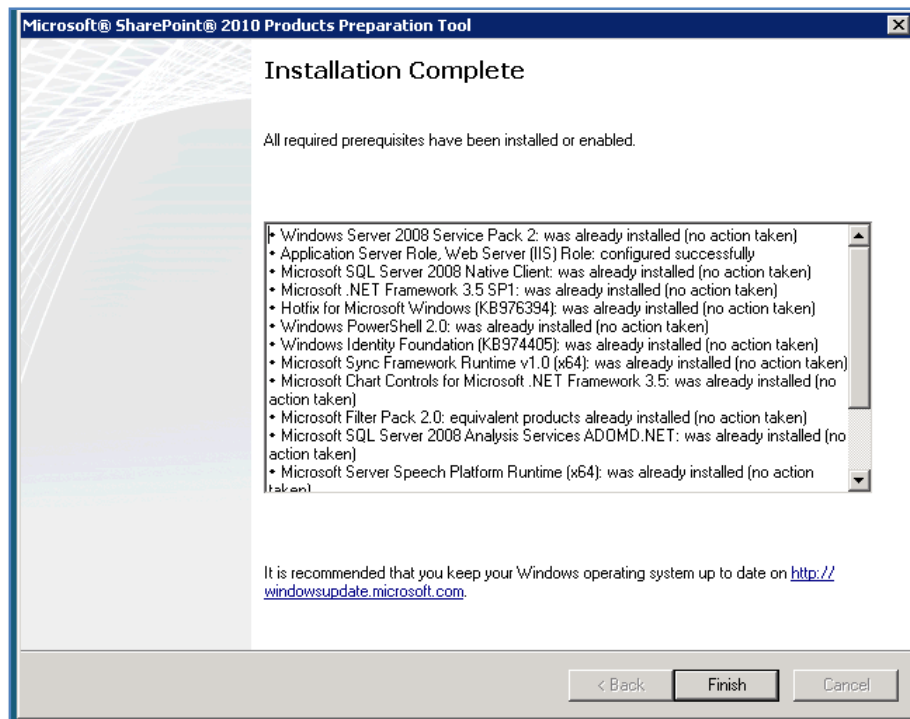 Microsoft® SharePoint® 2010 Products Preparation Tool
Installation Complete
All required prerequisites have been installed or enabled.
• Windows Server 2008 Service Pack 2: was already installed (no action taken)
• Application Server Role, Web Server (IIS) Role: configured successfully
• Microsoft SQL Server 2008 Native Client: was already installed (no action taken)
• Microsoft .NET Framework 3.5 SP1: was already installed (no action taken)
• Hotfix for Microsoft Windows (KB976394): was already installed (no action taken)
• Windows PowerShell 2.0: was already installed (no action taken)
• Windows Identity Foundation (KB974405): was already installed (no action taken)
• Microsoft Sync Framework Runtime v1.0 (x64): was already installed (no action taken)
• Microsoft Chart Controls for Microsoft .NET Framework 3.5: was already installed (no
action taken)
• Microsoft Filter Pack 2.0: equivalent products already installed (no action taken)
• Microsoft SQL Server 2008 Analysis Services ADOMD.NET: was already installed (no
action taken)
• Microsoft Server Speech Platform Runtime (x64): was already installed (no action
taken)
It is recommended that you keep your Windows operating system up to date on http://
windowsupdate.microsoft.com.
< Back
Finish
Cancel